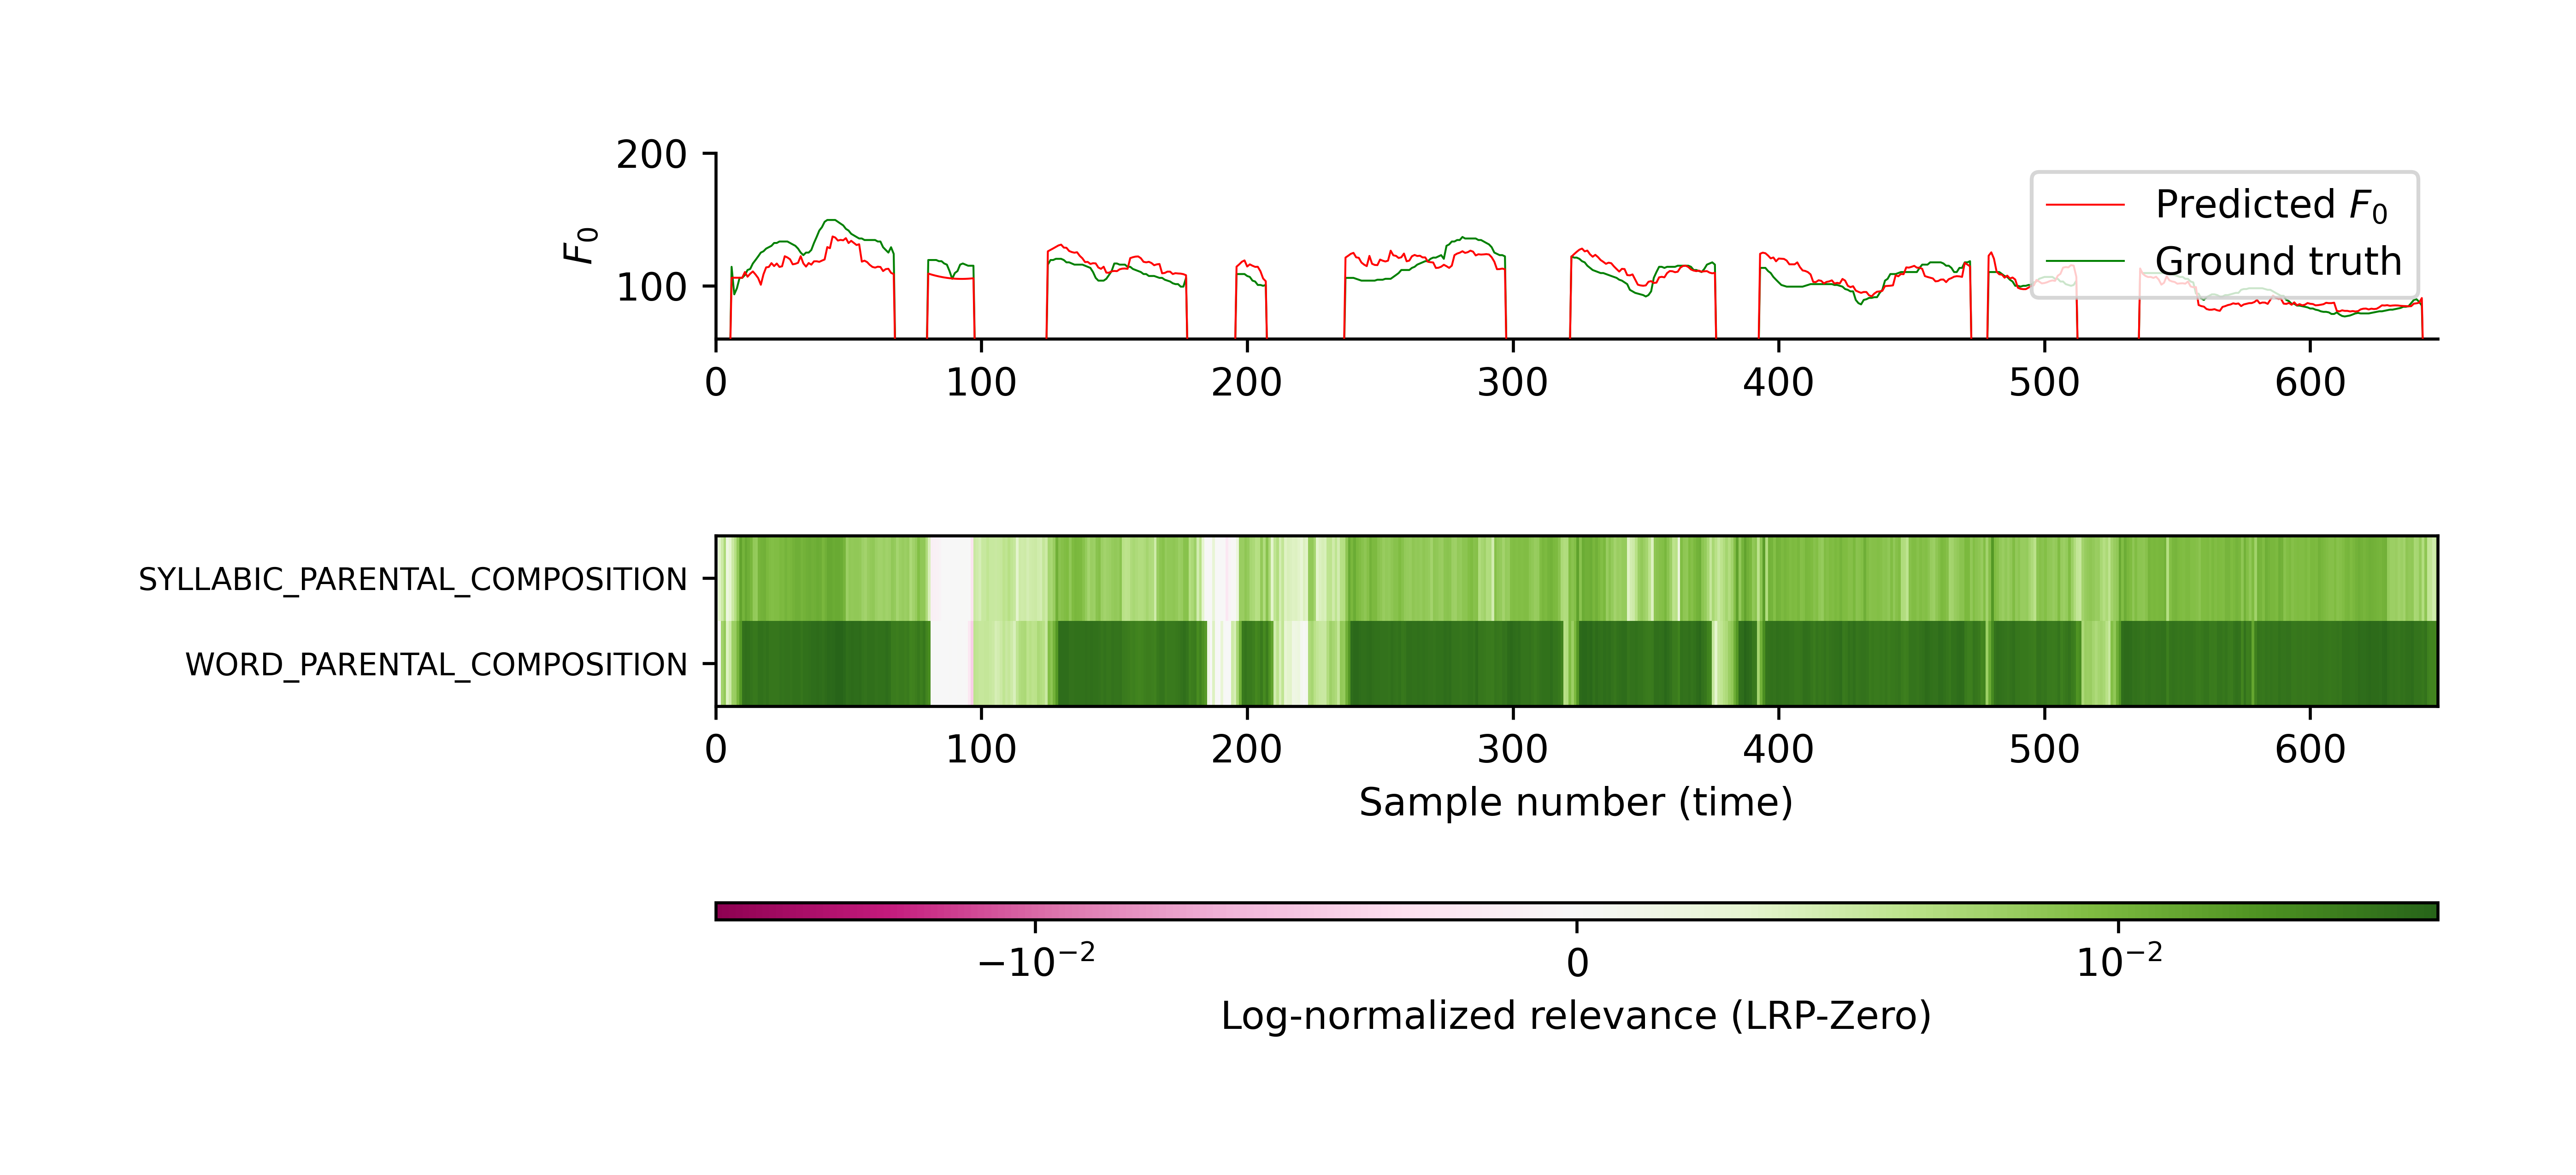 200
100
F₀
Predicted F₀
Ground truth
0 100 200 300 400 500 600
SYLLABIC_PARENTAL_COMPOSITION
WORD_PARENTAL_COMPOSITION
0 100 200 300 400 500 600
Sample number (time)
−10⁻² 0 10⁻²
Log-normalized relevance (LRP-Zero)